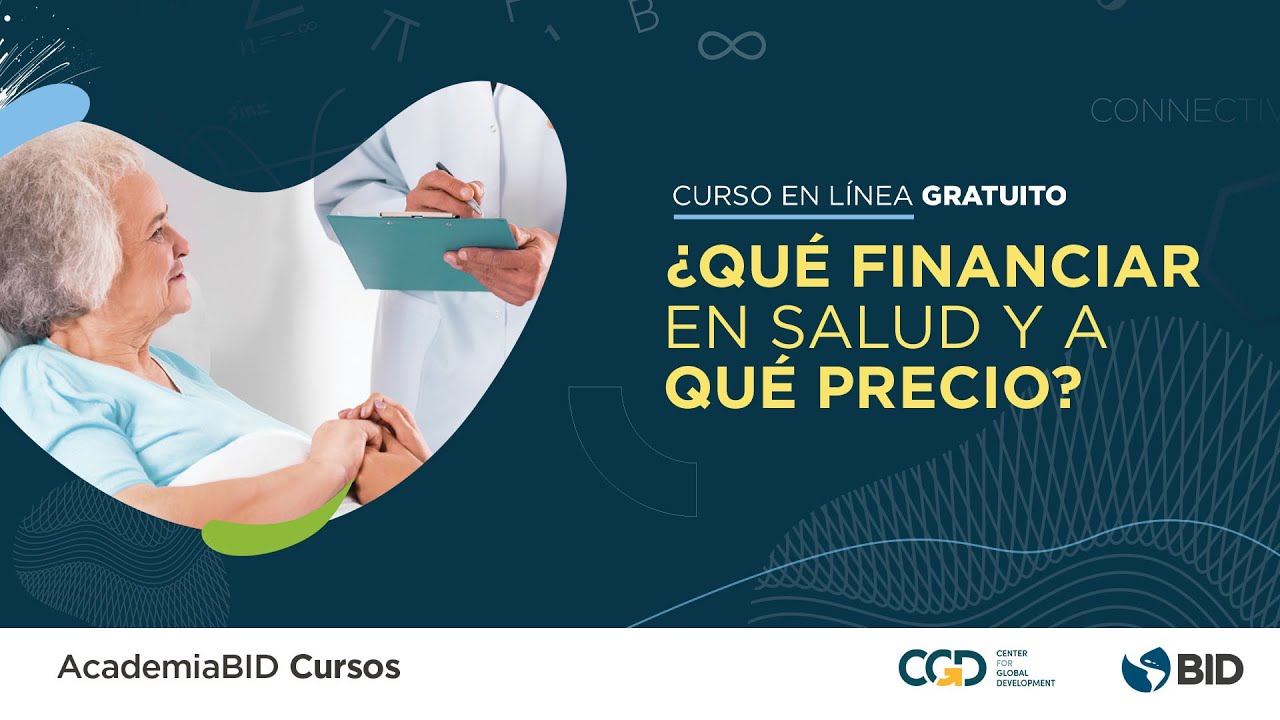 π
B
1
∞
n=-∞
CONNECTIV
CURSO EN LÍNEA GRATUITO
¿QUÉ FINANCIAR
EN SALUD Y A
QUÉ PRECIO?
AcademiaBID Cursos
CGD
CENTER
FOR
GLOBAL
DEVELOPMENT
BID